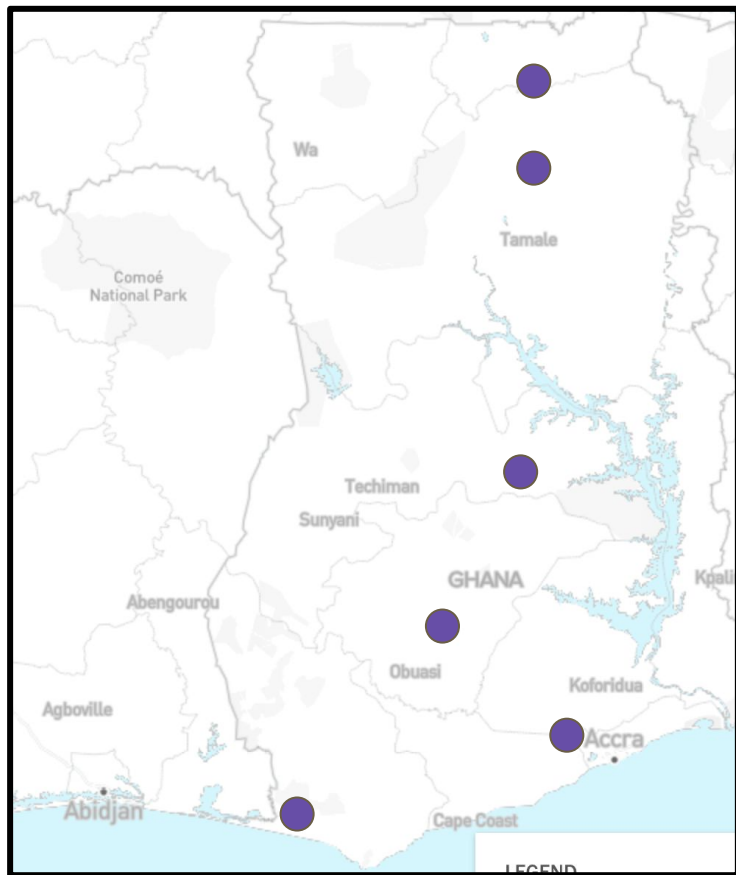 Wa
Tamale
Comoé
National Park
Techiman
Sunyani
GHANA
Kpali
Abengourou
Obuasi
Koforidua
Agboville
Accra
Abidjan
Cape Coast
LEGEND